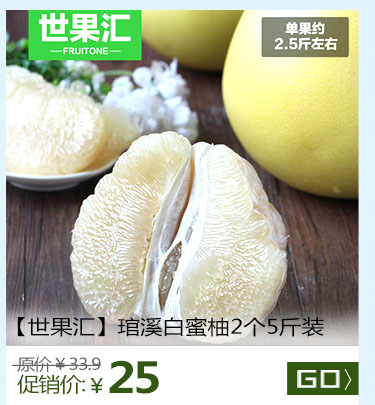 世果汇
FRUITONE
单果约
2.5斤左右
【世果汇】琯溪白蜜柚2个5斤装
原价￥33.9
促销价:￥25
GO〉